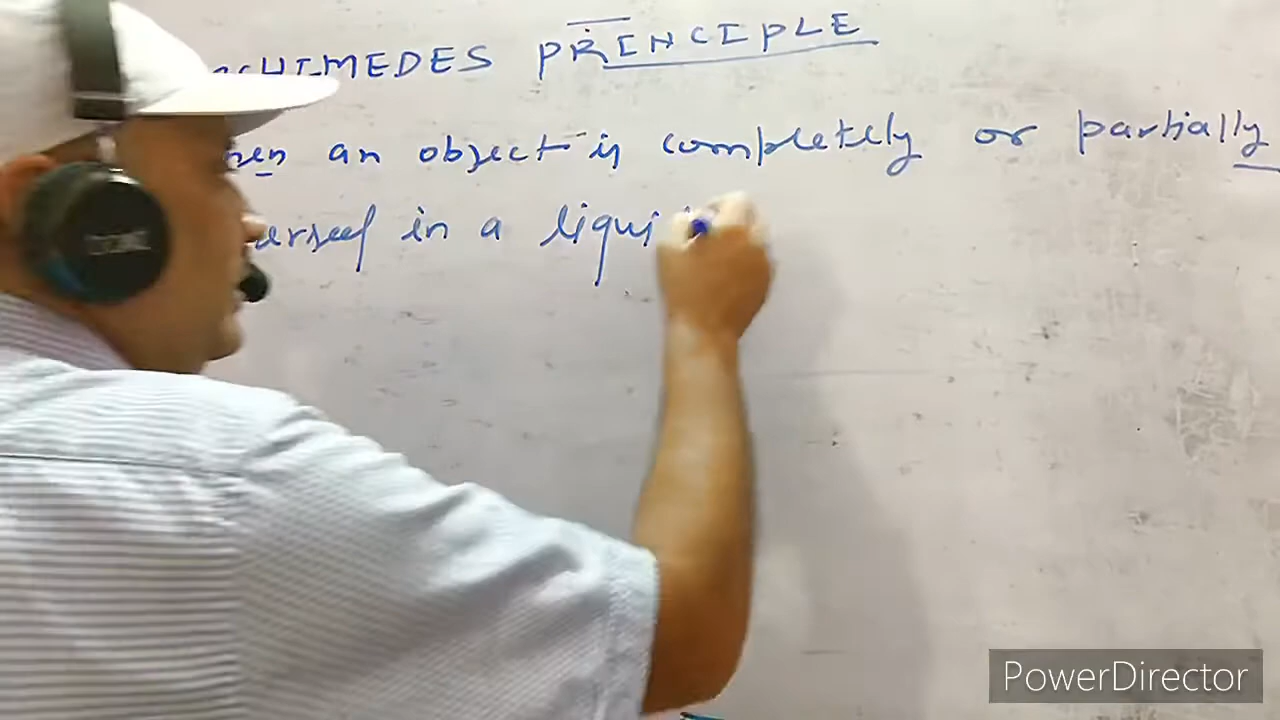 CHIMEDES PRINCIPLE
en an object is completely or partially
ersed in a liqui
PowerDirector